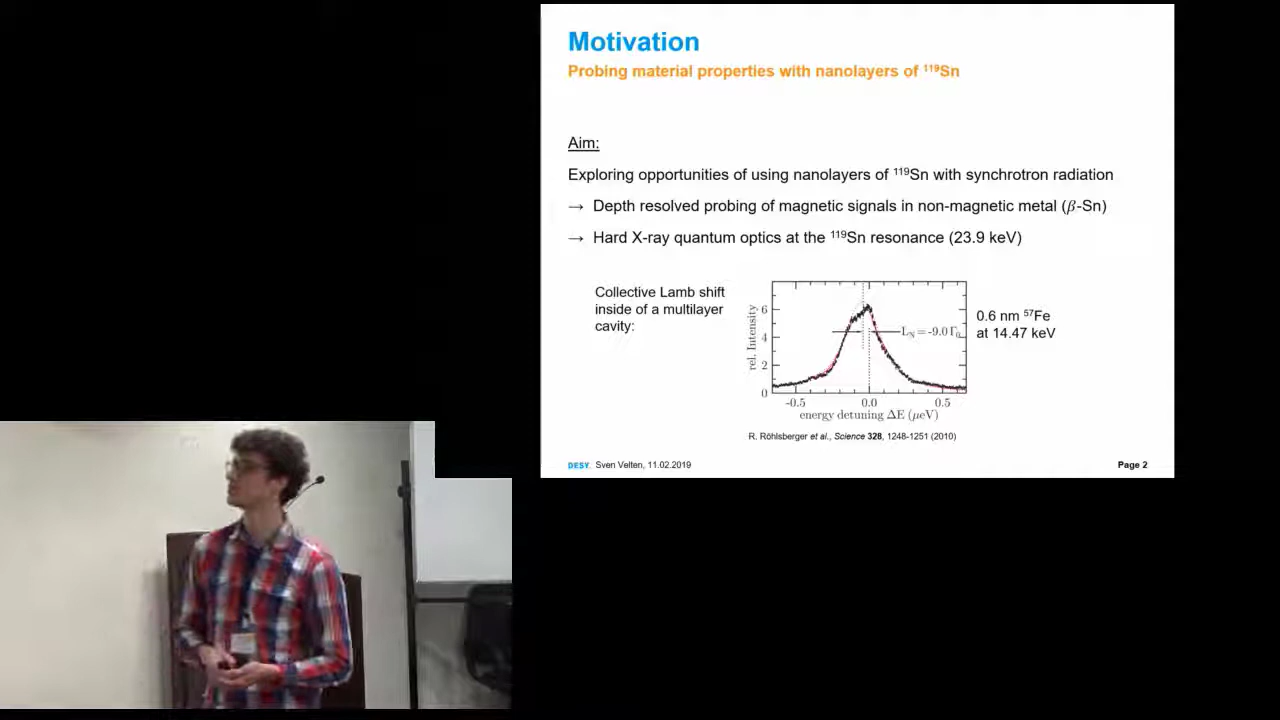 Motivation
Probing material properties with nanolayers of ¹¹⁹Sn
Aim:
Exploring opportunities of using nanolayers of ¹¹⁹Sn with synchrotron radiation
→ Depth resolved probing of magnetic signals in non-magnetic metal (β-Sn)
→ Hard X-ray quantum optics at the ¹¹⁹Sn resonance (23.9 keV)
Collective Lamb shift
inside of a multilayer
cavity:
rel. Intensity
6
4
2
0
L_N = -9.0 Γ₀
-0.5 0.0 0.5
energy detuning ΔE (μeV)
0.6 nm ⁵⁷Fe
at 14.47 keV
R. Röhlsberger et al., Science 328, 1248-1251 (2010)
DESY. Sven Velten, 11.02.2019
Page 2